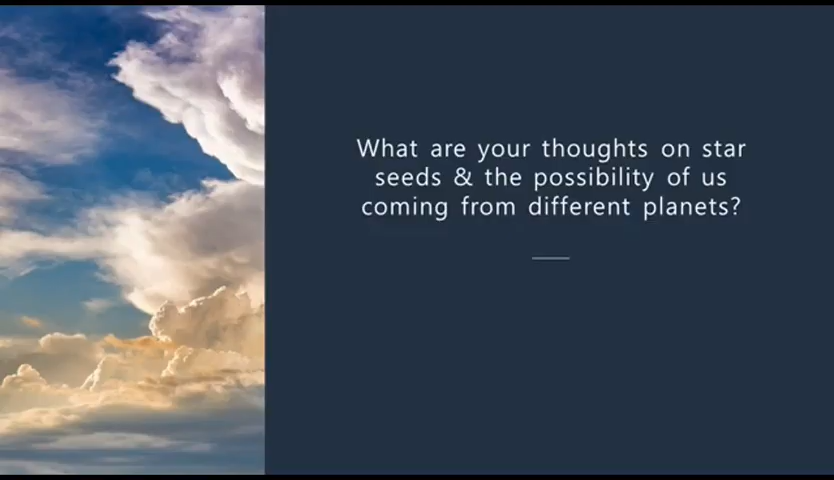 What are your thoughts on star
seeds & the possibility of us
coming from different planets?